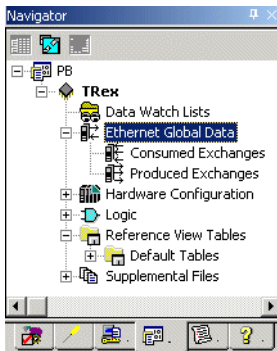 Navigator
PB
TRex
Data Watch Lists
Ethernet Global Data
Consumed Exchanges
Produced Exchanges
Hardware Configuration
Logic
Reference View Tables
Default Tables
Supplemental Files